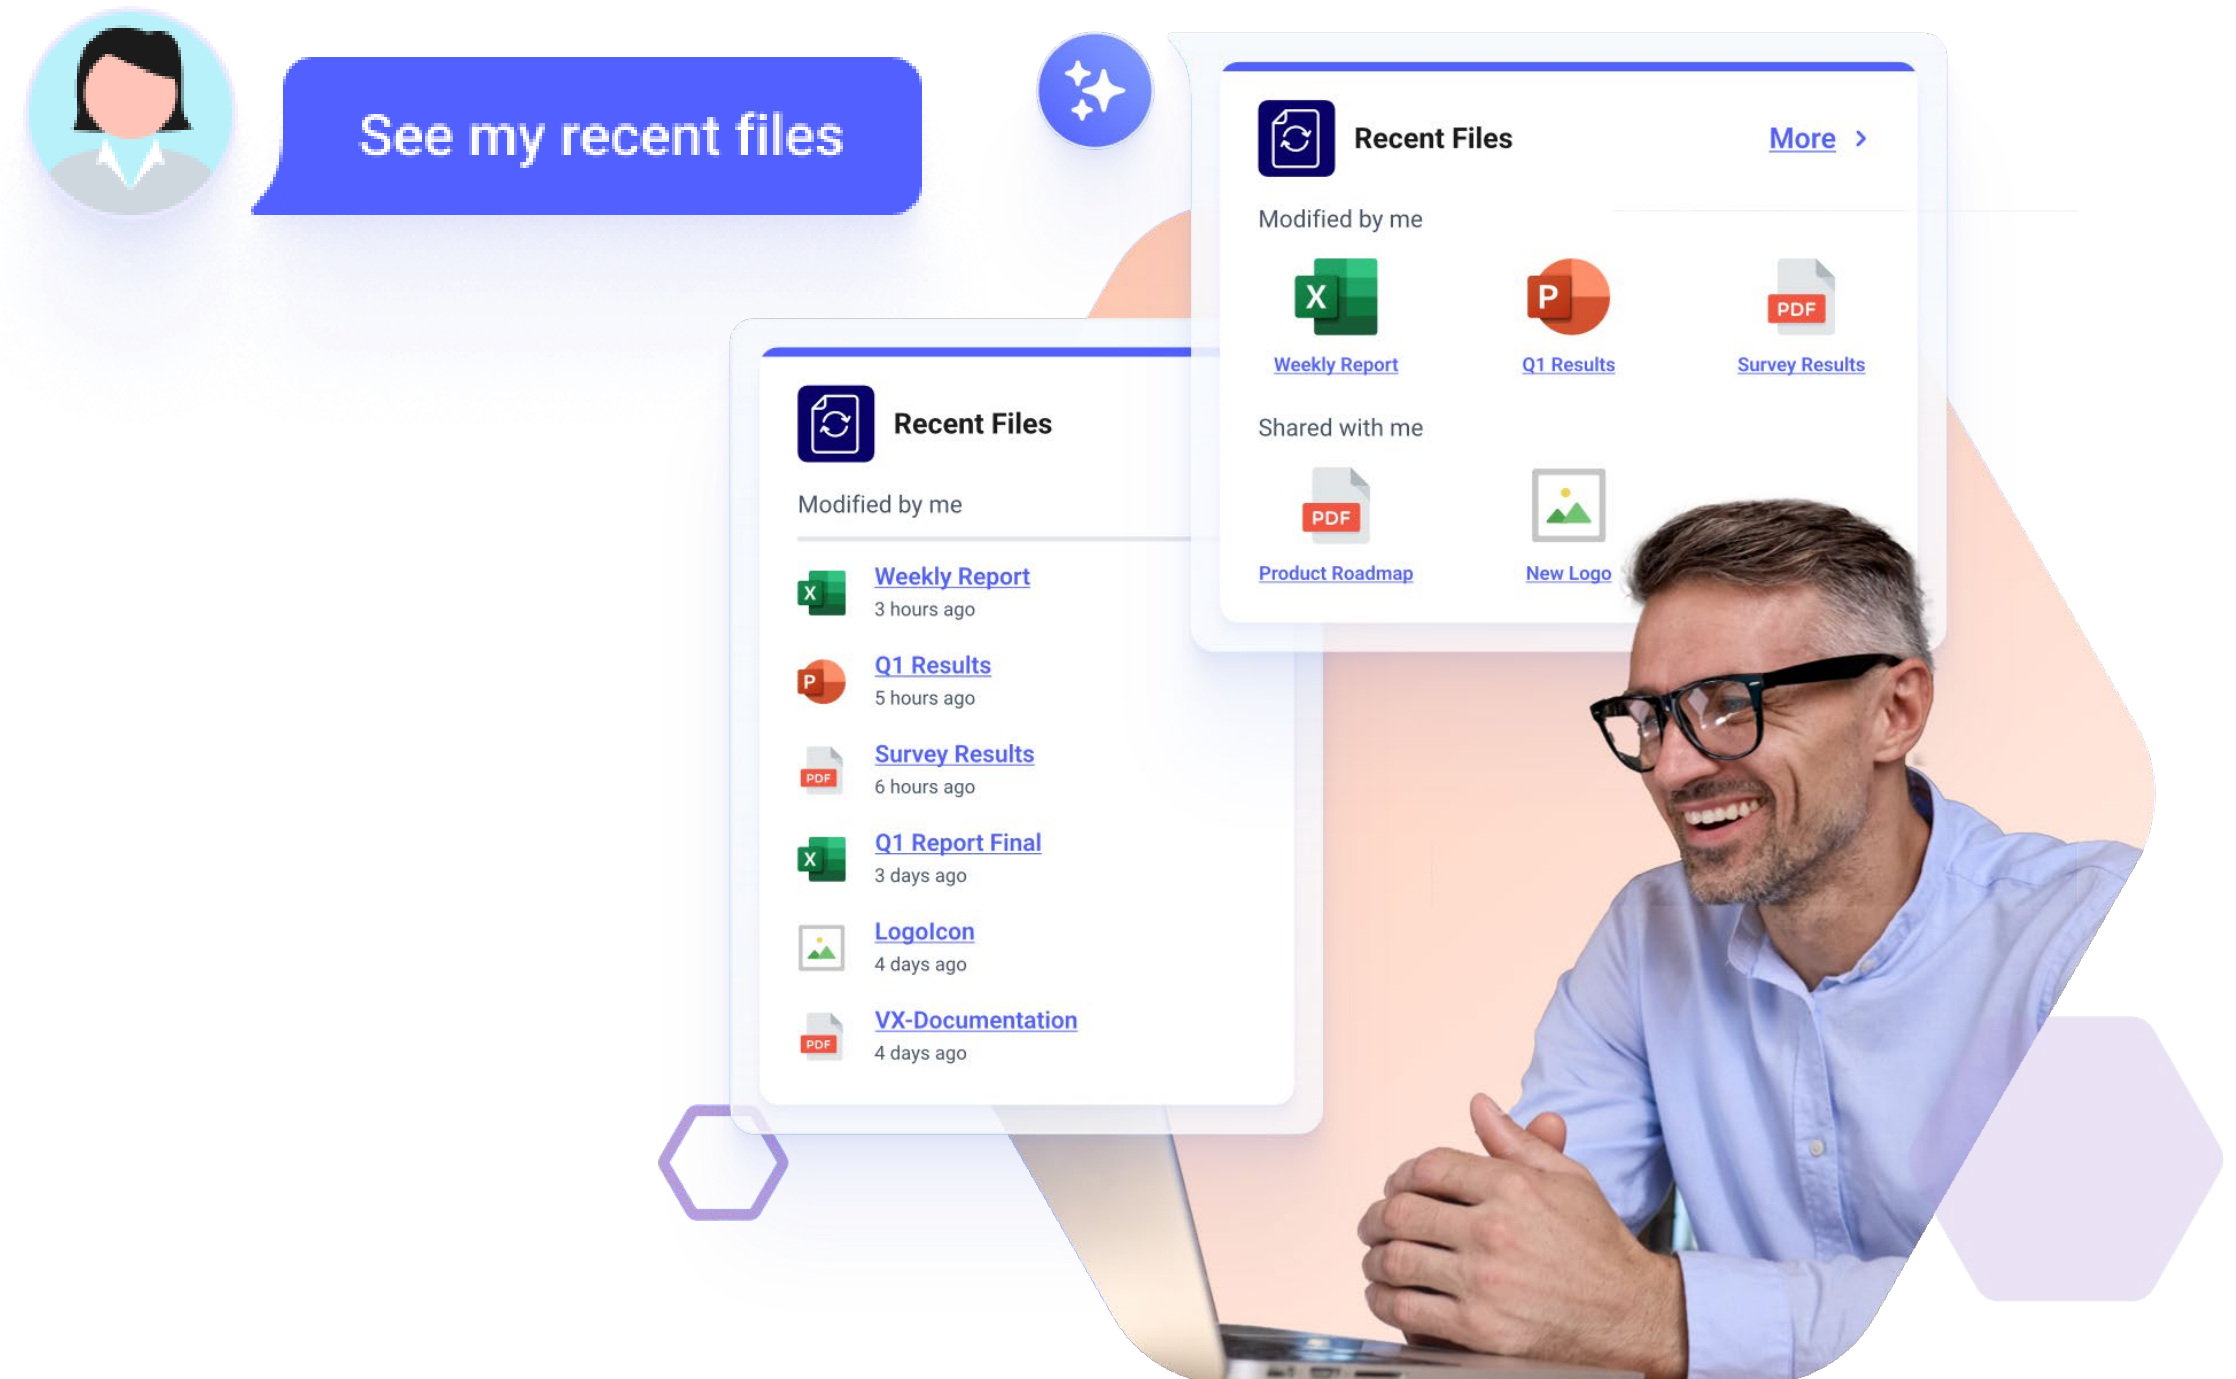 See my recent files
Recent Files
More
Modified by me
X
P
PDF
Weekly Report
Q1 Results
Survey Results
Shared with me
PDF
Product Roadmap
New Logo
Recent Files
Modified by me
X
Weekly Report
3 hours ago
P
Q1 Results
5 hours ago
PDF
Survey Results
6 hours ago
X
Q1 Report Final
3 days ago
LogoIcon
4 days ago
PDF
VX-Documentation
4 days ago